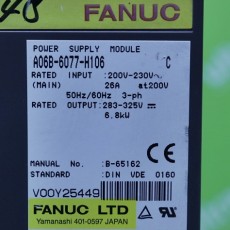 FANUC
POWER SUPPLY MODULE
A06B-6077-H106 C
RATED INPUT :200V-230V~
(MAIN) 26A at200V
50Hz/60Hz 3-ph
RATED OUTPUT:283-325V
6.8kW
MANUAL No. :B-65162
STANDARD :DIN VDE 0160
V00Y25449
FANUC LTD
Yamanashi 401-0597 JAPAN